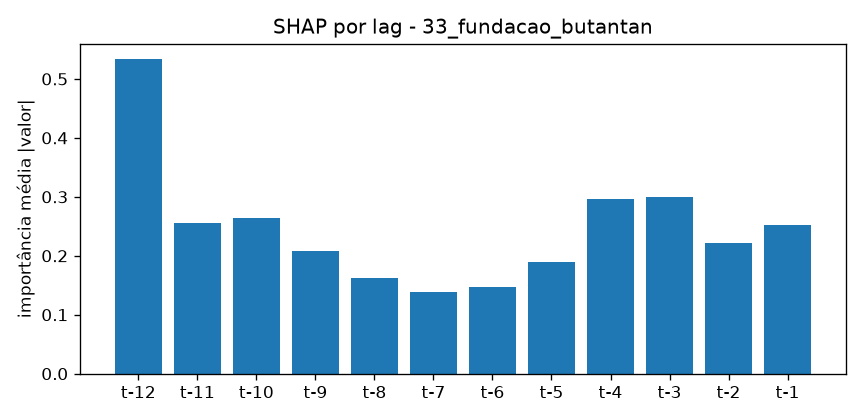 SHAP por lag - 33_fundacao_butantan
importância média |valor|
0.5
0.4
0.3
0.2
0.1
0.0
t-12 t-11 t-10 t-9 t-8 t-7 t-6 t-5 t-4 t-3 t-2 t-1